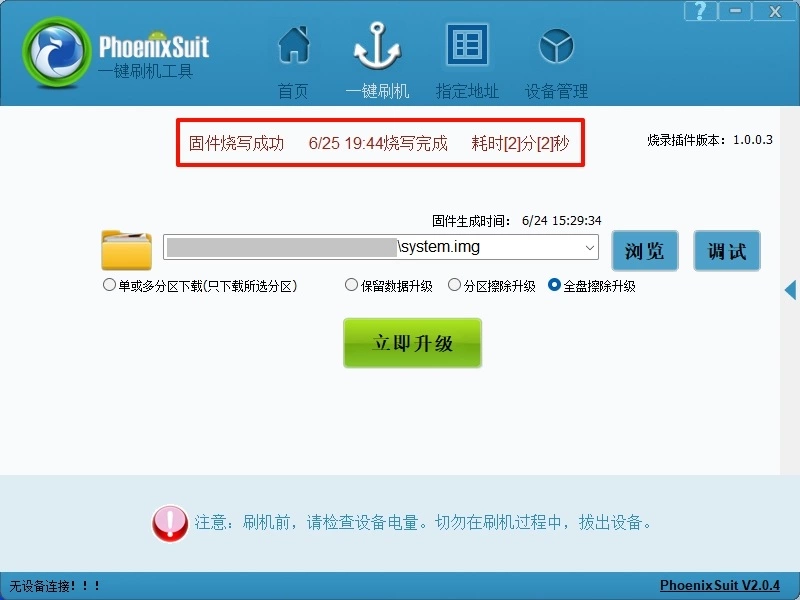 PhoenixSuit
一键刷机工具
首页 一键刷机 指定地址 设备管理
固件烧写成功 6/25 19:44烧写完成 耗时[2]分[2]秒
烧录插件版本：1.0.0.3
固件生成时间： 6/24 15:29:34
\system.img
浏览 调试
单或多分区下载(只下载所选分区) 保留数据升级 分区擦除升级 全盘擦除升级
立即升级
注意：刷机前，请检查设备电量。切勿在刷机过程中，拔出设备。
无设备连接！！！ PhoenixSuit V2.0.4